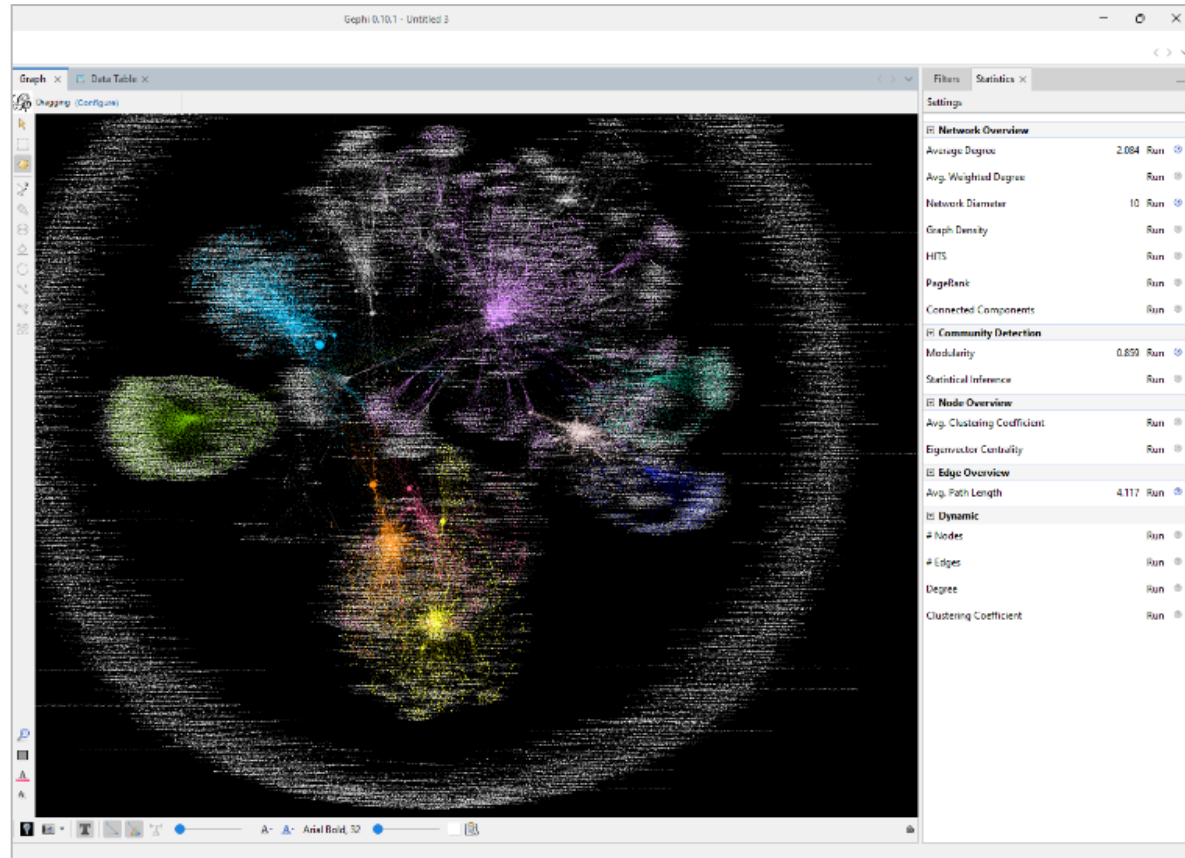 Gephi 0.10.1 - Untitled 3
Graph
Data Table
Filters
Statistics
Dragging (Configure)
Settings
Network Overview
Average Degree 2.084 Run
Avg. Weighted Degree Run
Network Diameter 10 Run
Graph Density Run
HITS Run
PageRank Run
Connected Components Run
Community Detection
Modularity 0.859 Run
Statistical Inference Run
Node Overview
Avg. Clustering Coefficient Run
Eigenvector Centrality Run
Edge Overview
Avg. Path Length 4.117 Run
Dynamic
# Nodes Run
# Edges Run
Degree Run
Clustering Coefficient Run
A- A- Arial Bold, 32